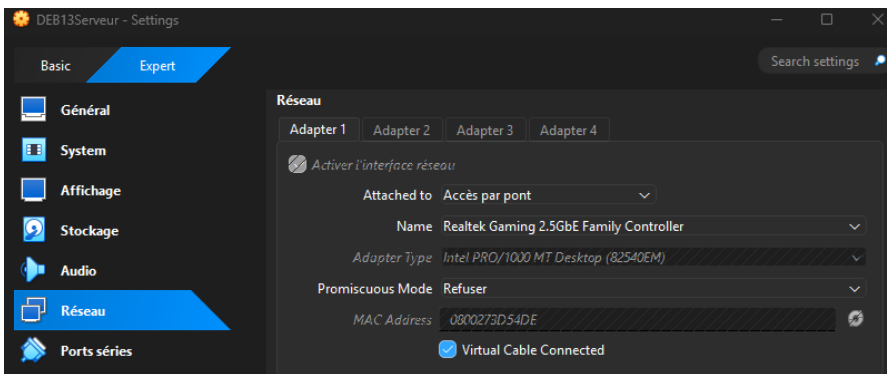 DEB13Serveur - Settings
Basic Expert Search settings
Général
System
Affichage
Stockage
Audio
Réseau
Ports séries
Réseau
Adapter 1 Adapter 2 Adapter 3 Adapter 4
Activer l'interface réseau
Attached to Accès par pont
Name Realtek Gaming 2.5GbE Family Controller
Adapter Type Intel PRO/1000 MT Desktop (82540EM)
Promiscuous Mode Refuser
MAC Address 0800273D54DE
Virtual Cable Connected